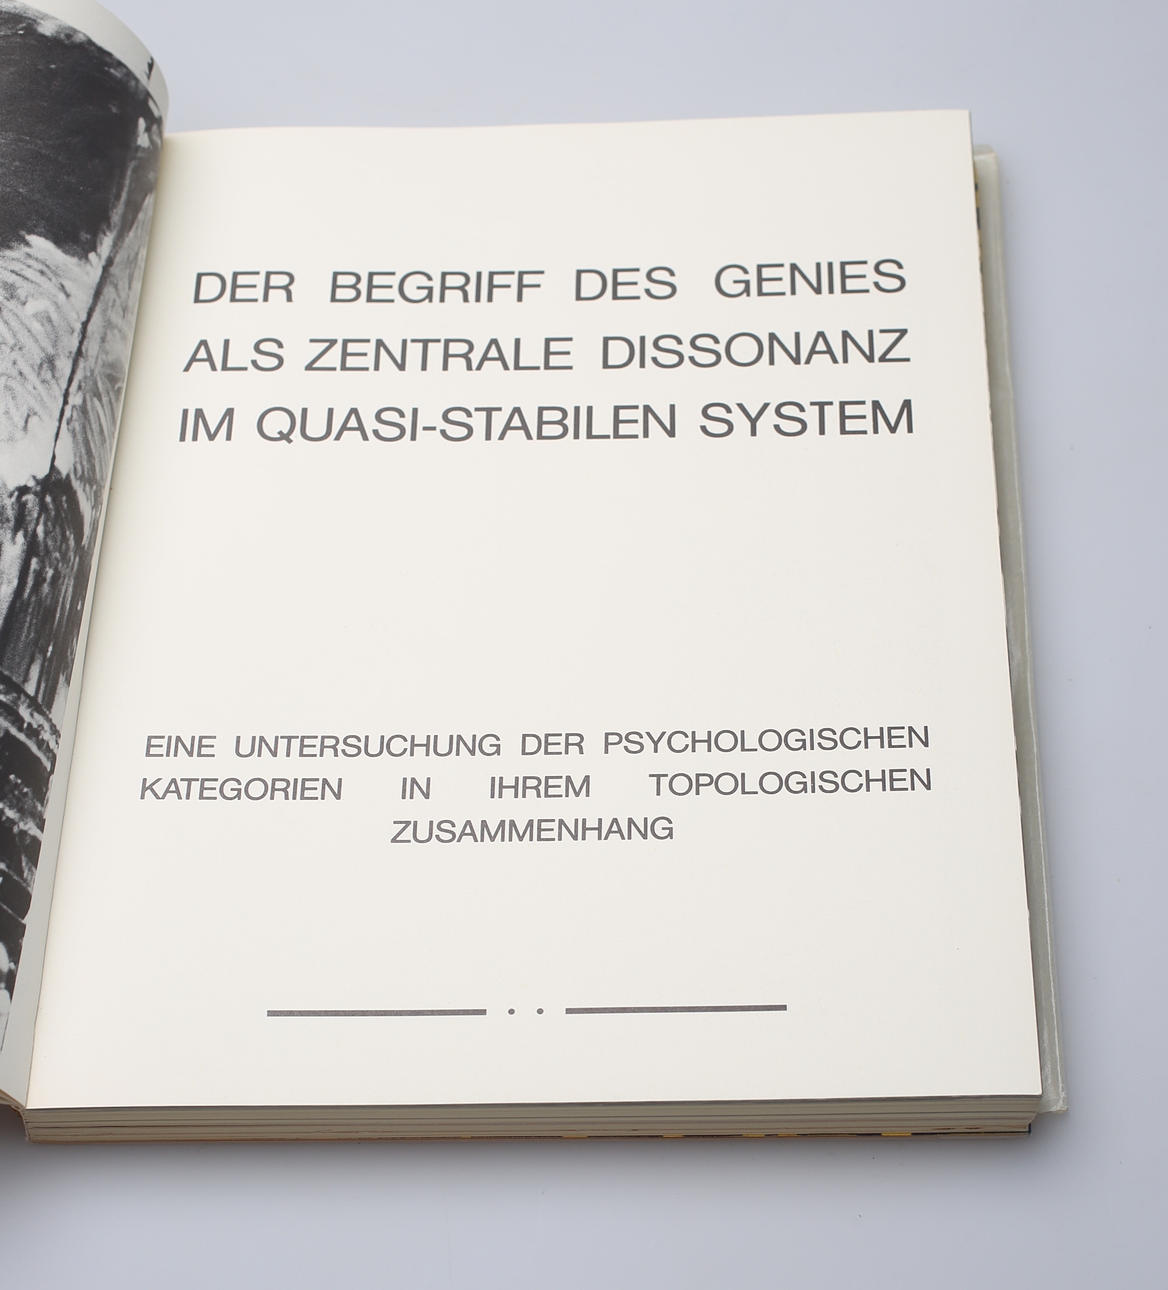 DER BEGRIFF DES GENIES
ALS ZENTRALE DISSONANZ
IM QUASI-STABILEN SYSTEM
EINE UNTERSUCHUNG DER PSYCHOLOGISCHEN
KATEGORIEN IN IHREM TOPOLOGISCHEN
ZUSAMMENHANG